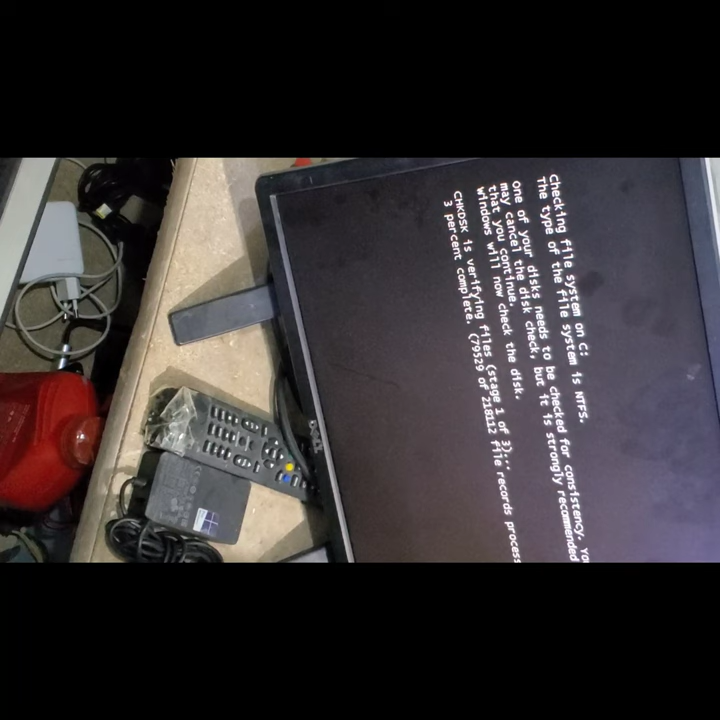 Checking file system on C:
The type of the file system is NTFS.
One of your disks needs to be checked for consistency. You
may cancel the disk check, but it is strongly recommended
that you continue.
Windows will now check the disk.
CHKDSK is verifying files (stage 1 of 3)...
3 percent complete. (79529 of 218112 file records process
DELL